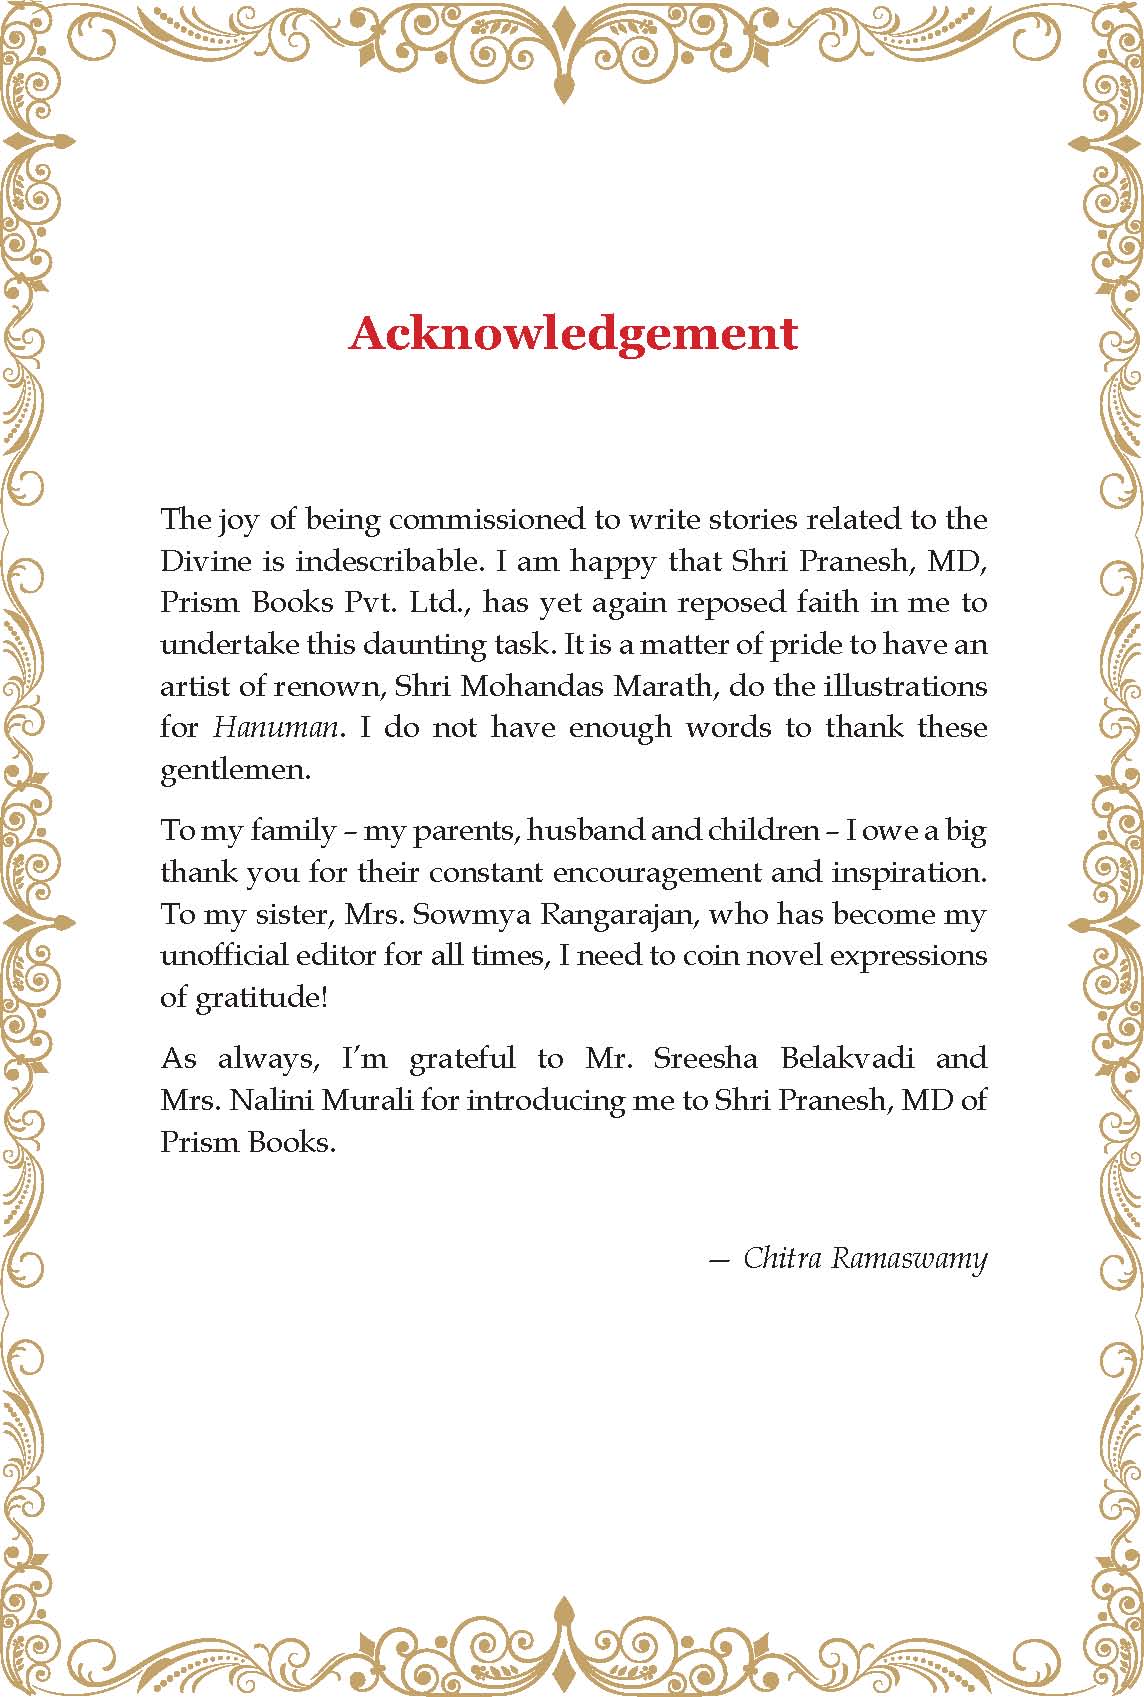 Acknowledgement
The joy of being commissioned to write stories related to the
Divine is indescribable. I am happy that Shri Pranesh, MD,
Prism Books Pvt. Ltd., has yet again reposed faith in me to
undertake this daunting task. It is a matter of pride to have an
artist of renown, Shri Mohandas Marath, do the illustrations
for Hanuman. I do not have enough words to thank these
gentlemen.
To my family – my parents, husband and children – I owe a big
thank you for their constant encouragement and inspiration.
To my sister, Mrs. Sowmya Rangarajan, who has become my
unofficial editor for all times, I need to coin novel expressions
of gratitude!
As always, I’m grateful to Mr. Sreesha Belakvadi and
Mrs. Nalini Murali for introducing me to Shri Pranesh, MD of
Prism Books.
— Chitra Ramaswamy